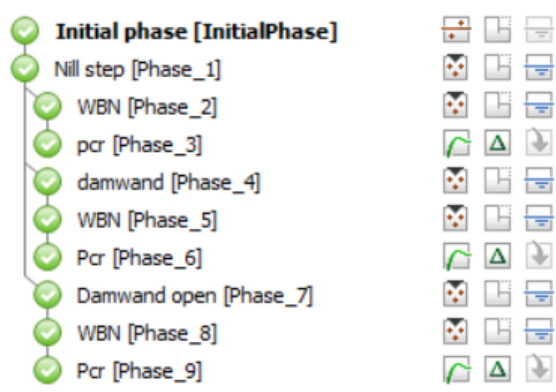 Initial phase [InitialPhase]
Nill step [Phase_1]
WBN [Phase_2]
pcr [Phase_3]
damwand [Phase_4]
WBN [Phase_5]
Pcr [Phase_6]
Damwand open [Phase_7]
WBN [Phase_8]
Pcr [Phase_9]